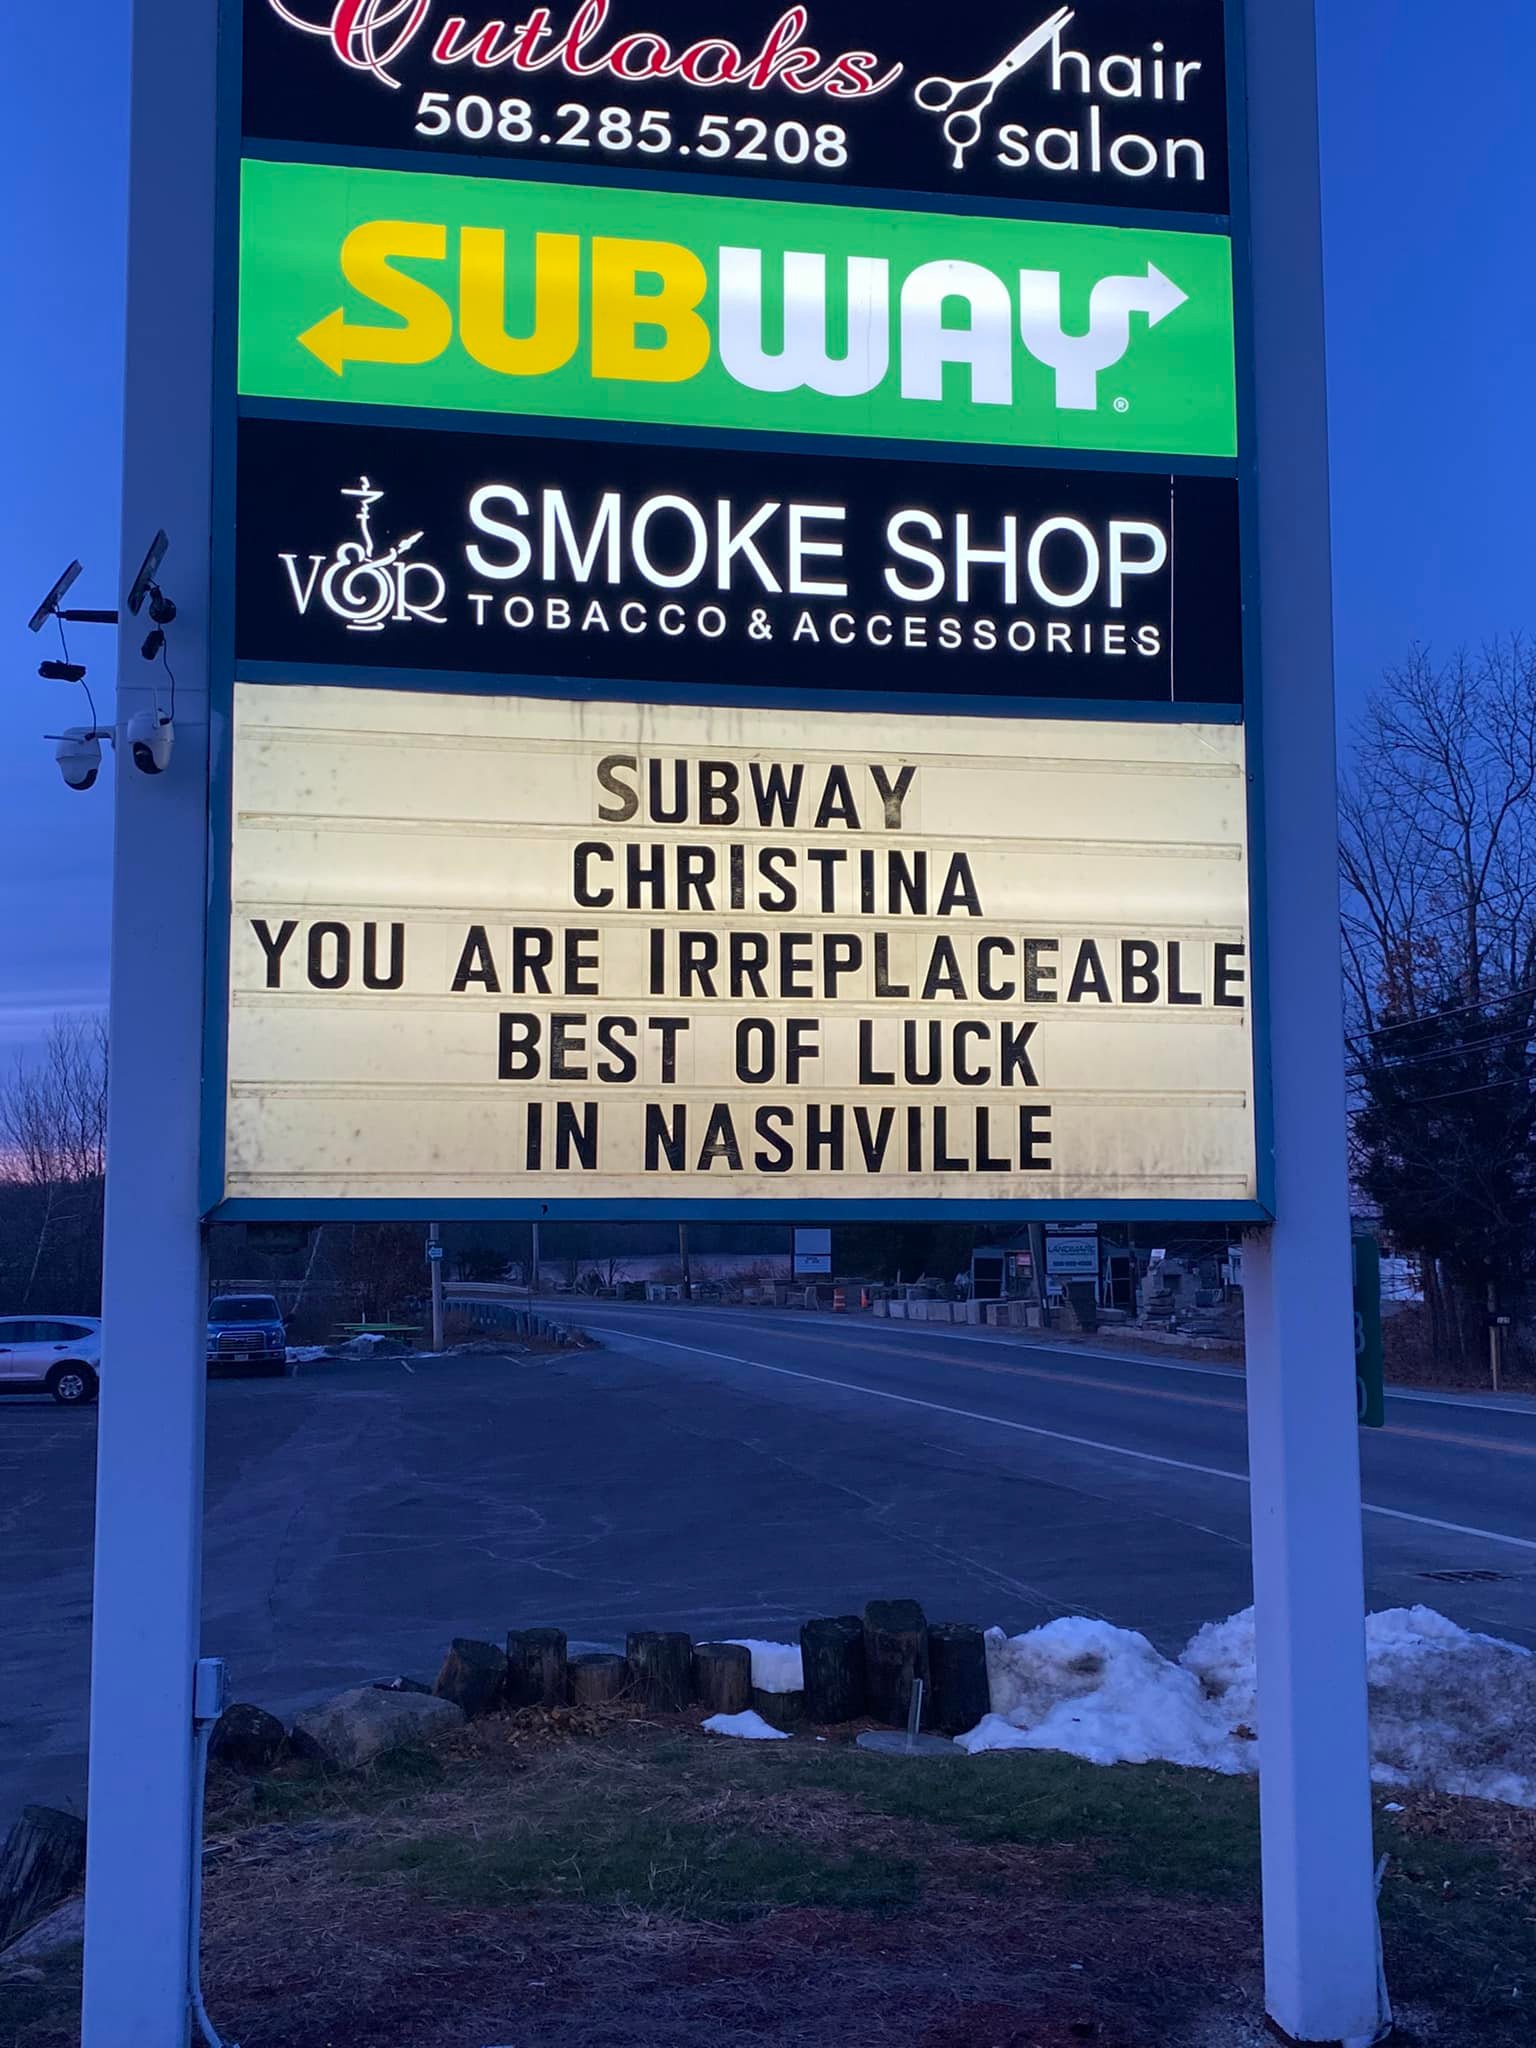 Outlooks hair
508.285.5208 salon
SUBWAY®
V&R SMOKE SHOP
TOBACCO & ACCESSORIES
SUBWAY
CHRISTINA
YOU ARE IRREPLACEABLE
BEST OF LUCK
IN NASHVILLE
LANDMARC